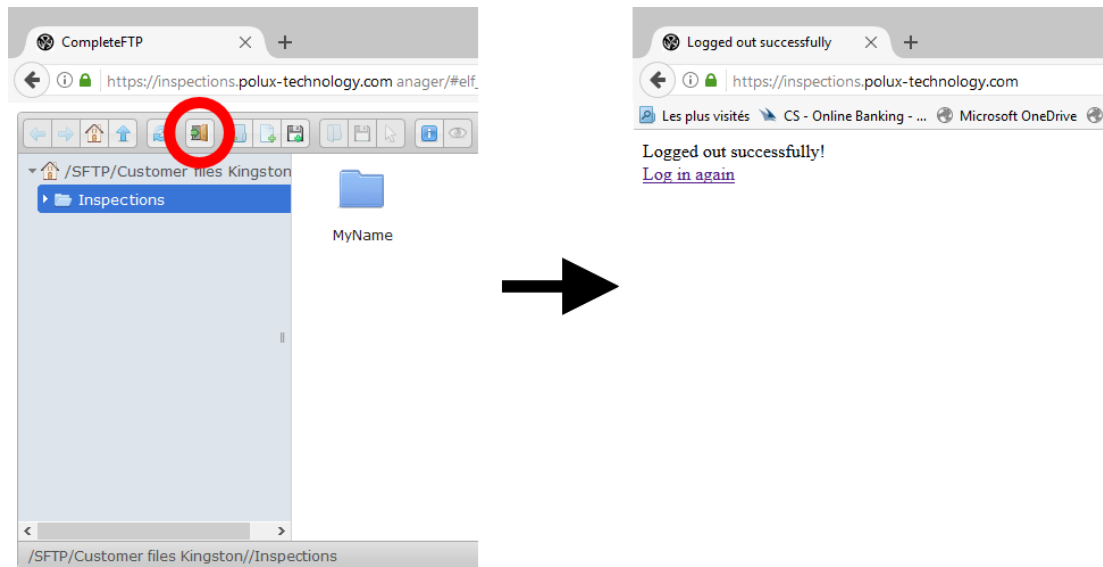 CompleteFTP
https://inspections.polux-technology.com anager/#elf_
/SFTP/Customer files Kingston
Inspections
MyName
/SFTP/Customer files Kingston//Inspections
Logged out successfully
https://inspections.polux-technology.com
Les plus visités CS - Online Banking - ... Microsoft OneDrive
Logged out successfully!
Log in again